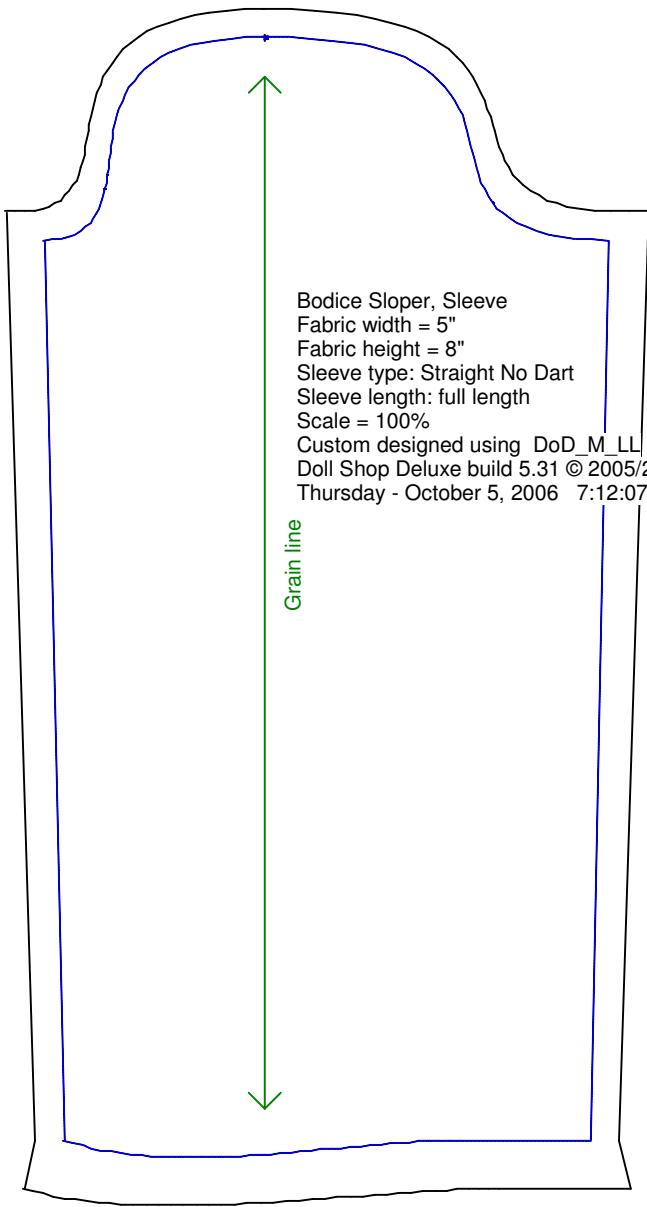 Bodice Sloper, Sleeve
Fabric width = 5"
Fabric height = 8"
Sleeve type: Straight No Dart
Sleeve length: full length
Scale = 100%
Custom designed using DoD_M_LL
Doll Shop Deluxe build 5.31 © 2005/2
Thursday - October 5, 2006 7:12:07
Grain line